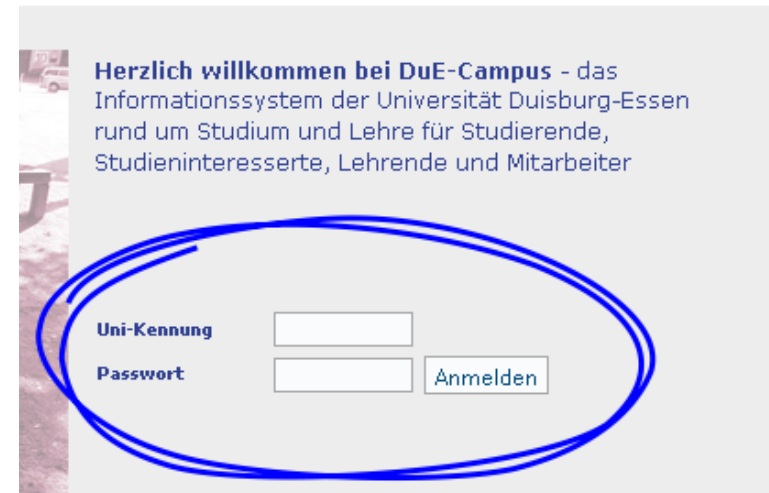 Herzlich willkommen bei DuE-Campus - das
Informationssystem der Universität Duisburg-Essen
rund um Studium und Lehre für Studierende,
Studieninteresserte, Lehrende und Mitarbeiter
Uni-Kennung
Passwort Anmelden